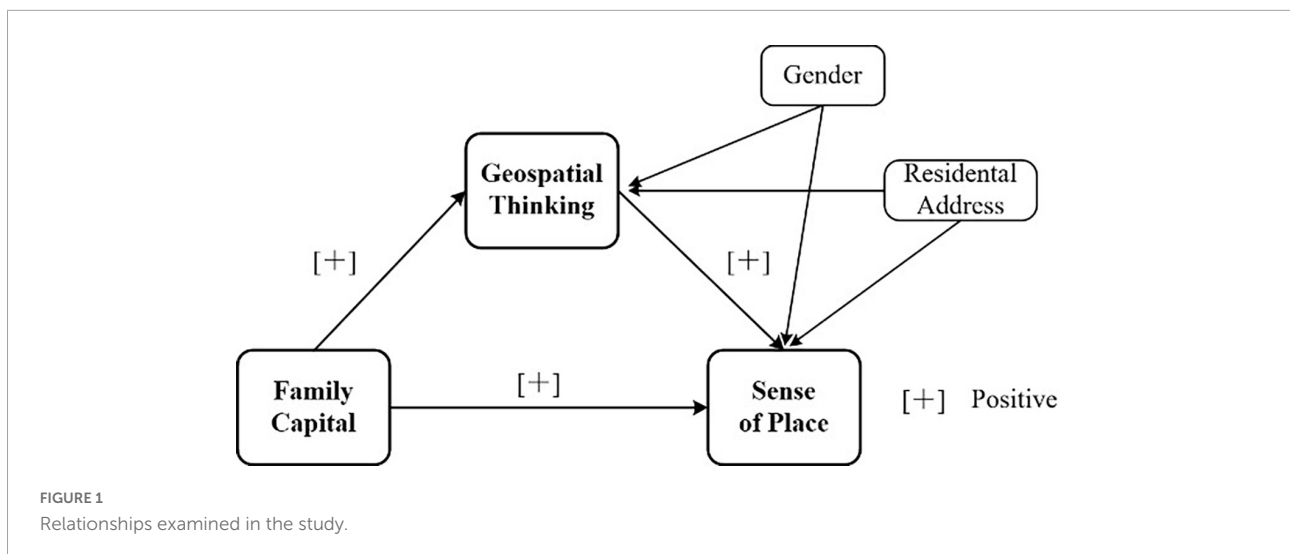 Gender
Geospatial
Thinking
Residental
Address
[+]
[+]
Family
Capital
[+]
Sense
of Place
[+] Positive
FIGURE 1
Relationships examined in the study.